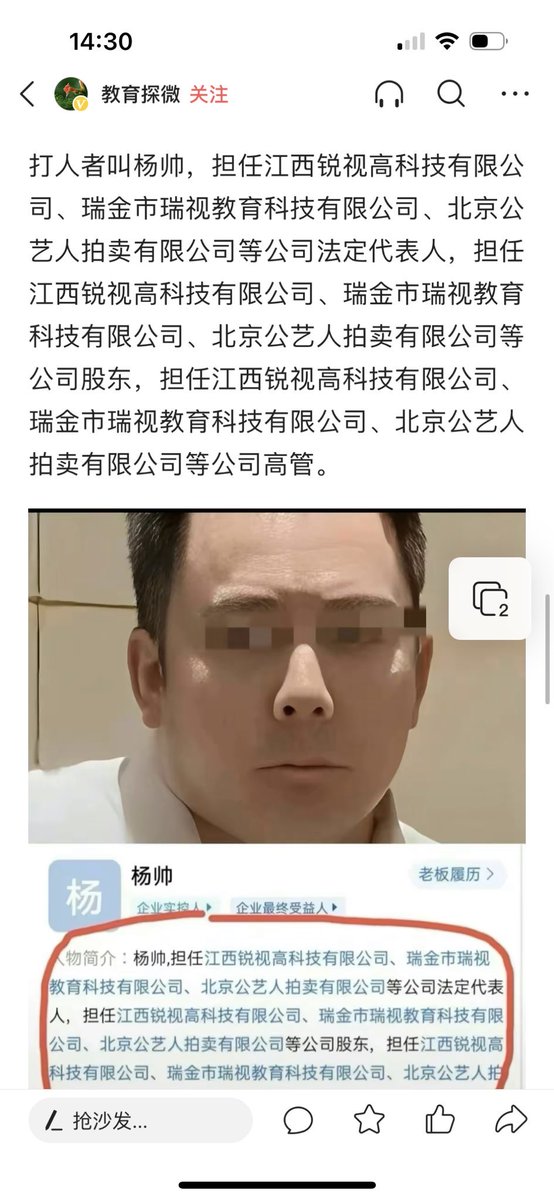 14:30
教育探微 关注
打人者叫杨帅，担任江西锐视高科技有限公
司、瑞金市瑞视教育科技有限公司、北京公
艺人拍卖有限公司等公司法定代表人，担任
江西锐视高科技有限公司、瑞金市瑞视教育
科技有限公司、北京公艺人拍卖有限公司等
公司股东，担任江西锐视高科技有限公司、
瑞金市瑞视教育科技有限公司、北京公艺人
拍卖有限公司等公司高管。
2
杨
杨帅
老板履历
企业实控人
企业最终受益人
人物简介：杨帅,担任江西锐视高科技有限公司、瑞金市瑞视
教育科技有限公司、北京公艺人拍卖有限公司等公司法定代表
人，担任江西锐视高科技有限公司、瑞金市瑞视教育科技有限
公司、北京公艺人拍卖有限公司等公司股东，担任江西锐视高
科技有限公司、瑞金市瑞视教育科技有限公司、北京公艺人拍
抢沙发...